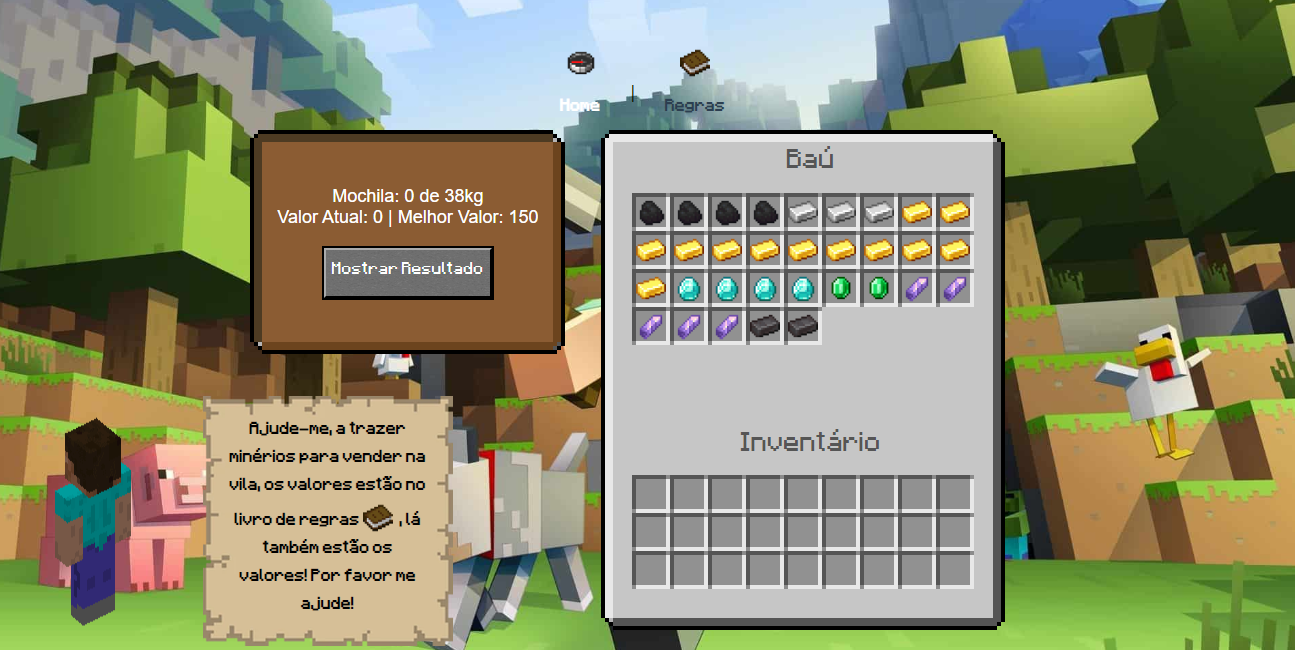 Home
Regras
Mochila: 0 de 38kg
Valor Atual: 0 | Melhor Valor: 150
Mostrar Resultado
Baú
Inventário
Ajude-me, a trazer
minérios para vender na
vila, os valores estão no
livro de regras , lá
também estão os
valores! Por favor me
ajude!